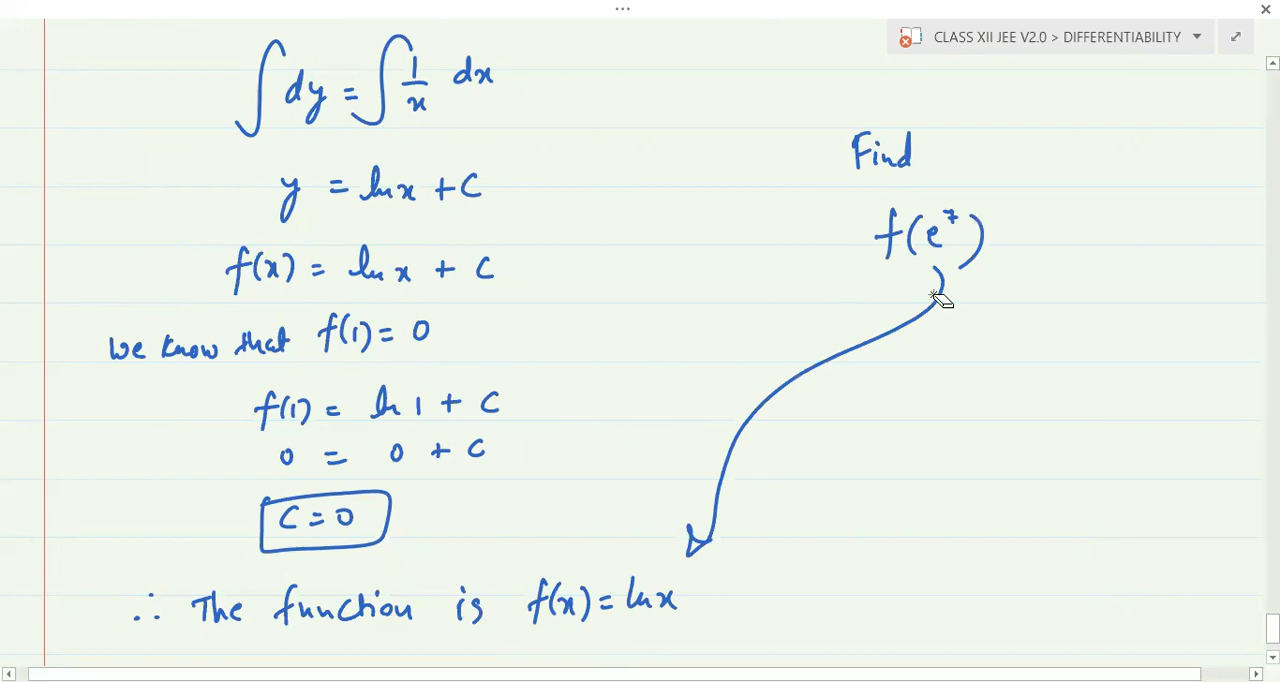 ...
CLASS XII JEE V2.0 > DIFFERENTIABILITY
∫dy = ∫ 1/x dx
y = ln x + C
f(x) = ln x + C
We know that f(1) = 0
f(1) = ln 1 + C
0 = 0 + C
C = 0
∴ The function is f(x) = ln x
Find
f(e⁷)